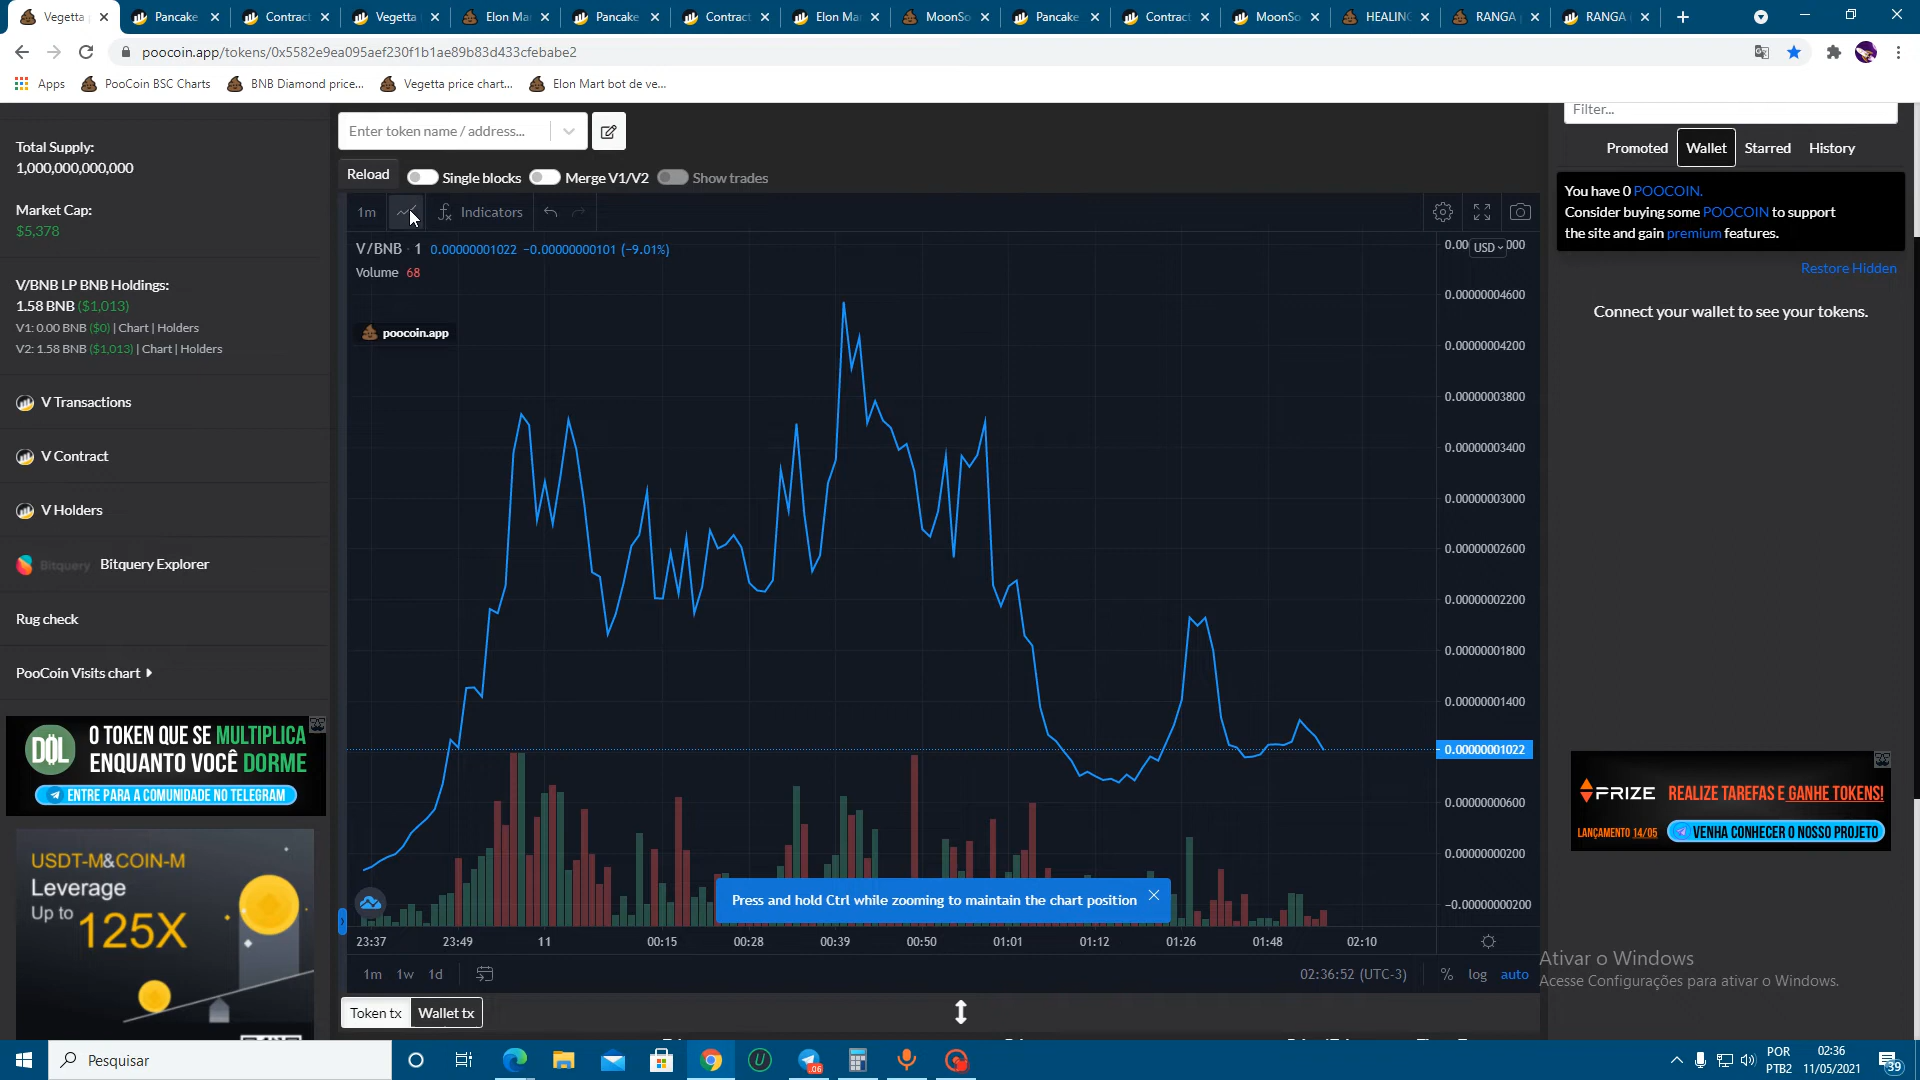 Vegetta
Pancake
Contract
Vegetta
Elon Ma
Pancake
Contract
Elon Ma
MoonSo
Pancake
Contract
MoonSo
HEALING
RANGA
RANGA
poocoin.app/tokens/0x5582e9ea095aef230f1b1ae89b83d433cfebabe2
Apps
PooCoin BSC Charts
BNB Diamond price...
Vegetta price chart...
Elon Mart bot de ve...
Total Supply:
1,000,000,000,000
Market Cap:
$5,378
V/BNB LP BNB Holdings:
1.58 BNB ($1,013)
V1: 0.00 BNB ($0) | Chart | Holders
V2: 1.58 BNB ($1,013) | Chart | Holders
V Transactions
V Contract
V Holders
Bitquery
Bitquery Explorer
Rug check
PooCoin Visits chart
DQL
O TOKEN QUE SE MULTIPLICA
ENQUANTO VOCÊ DORME
ENTRE PARA A COMUNIDADE NO TELEGRAM
USDT-M&COIN-M
Leverage
Up to 125X
Enter token name / address...
Reload
Single blocks
Merge V1/V2
Show trades
1m
Indicators
V/BNB · 1 0.00000001022 −0.00000000101 (−9.01%)
Volume 68
poocoin.app
USD
0.00000004600
0.00000004200
0.00000003800
0.00000003400
0.00000003000
0.00000002600
0.00000002200
0.00000001800
0.00000001400
0.00000001022
0.00000000600
0.00000000200
−0.00000000200
Press and hold Ctrl while zooming to maintain the chart position
23:37
23:49
11
00:15
00:28
00:39
00:50
01:01
01:12
01:26
01:48
02:10
1m 1w 1d
02:36:52 (UTC-3)
% log auto
Token tx
Wallet tx
Filter...
Promoted
Wallet
Starred
History
You have 0 POOCOIN.
Consider buying some POOCOIN to support
the site and gain premium features.
Restore Hidden
Connect your wallet to see your tokens.
PRIZE
REALIZE TAREFAS E GANHE TOKENS!
LANÇAMENTO 14/05
VENHA CONHECER O NOSSO PROJETO
Ativar o Windows
Acesse Configurações para ativar o Windows.
Pesquisar
POR
PTB2
02:36
11/05/2021
39